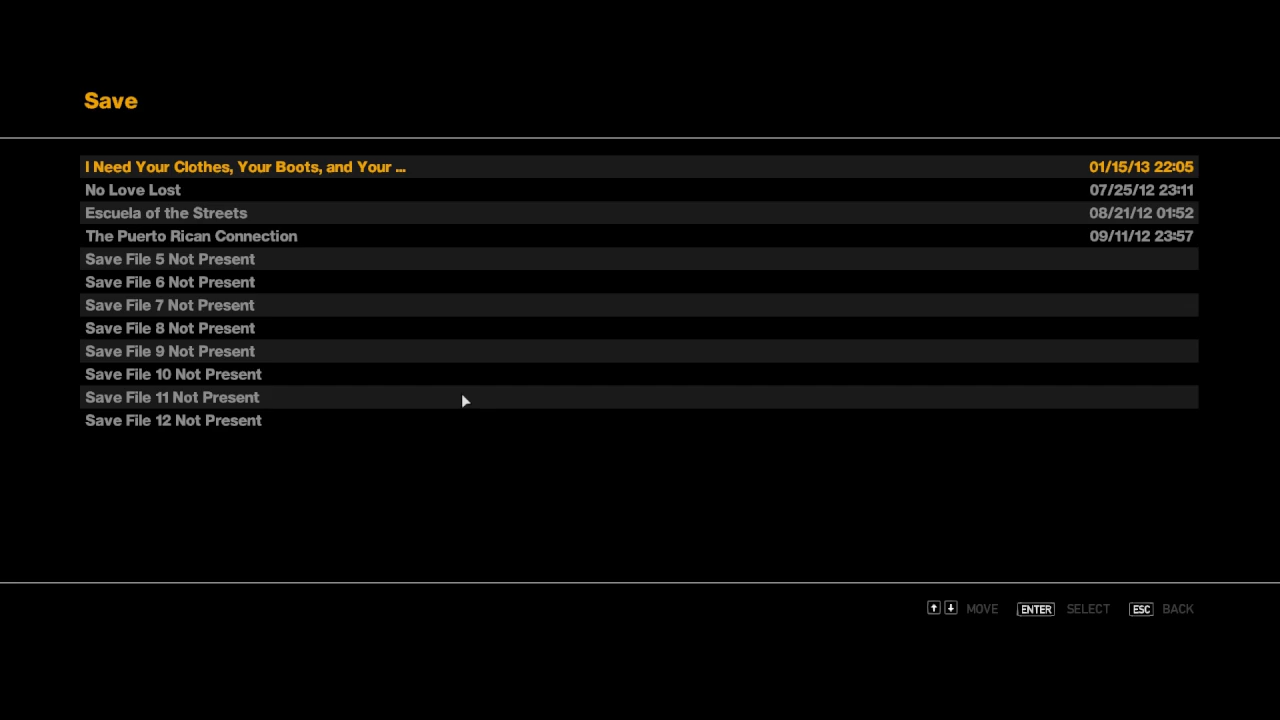 Save
I Need Your Clothes, Your Boots, and Your ... 01/15/13 22:05
No Love Lost 07/25/12 23:11
Escuela of the Streets 08/21/12 01:52
The Puerto Rican Connection 09/11/12 23:57
Save File 5 Not Present
Save File 6 Not Present
Save File 7 Not Present
Save File 8 Not Present
Save File 9 Not Present
Save File 10 Not Present
Save File 11 Not Present
Save File 12 Not Present
MOVE ENTER SELECT ESC BACK